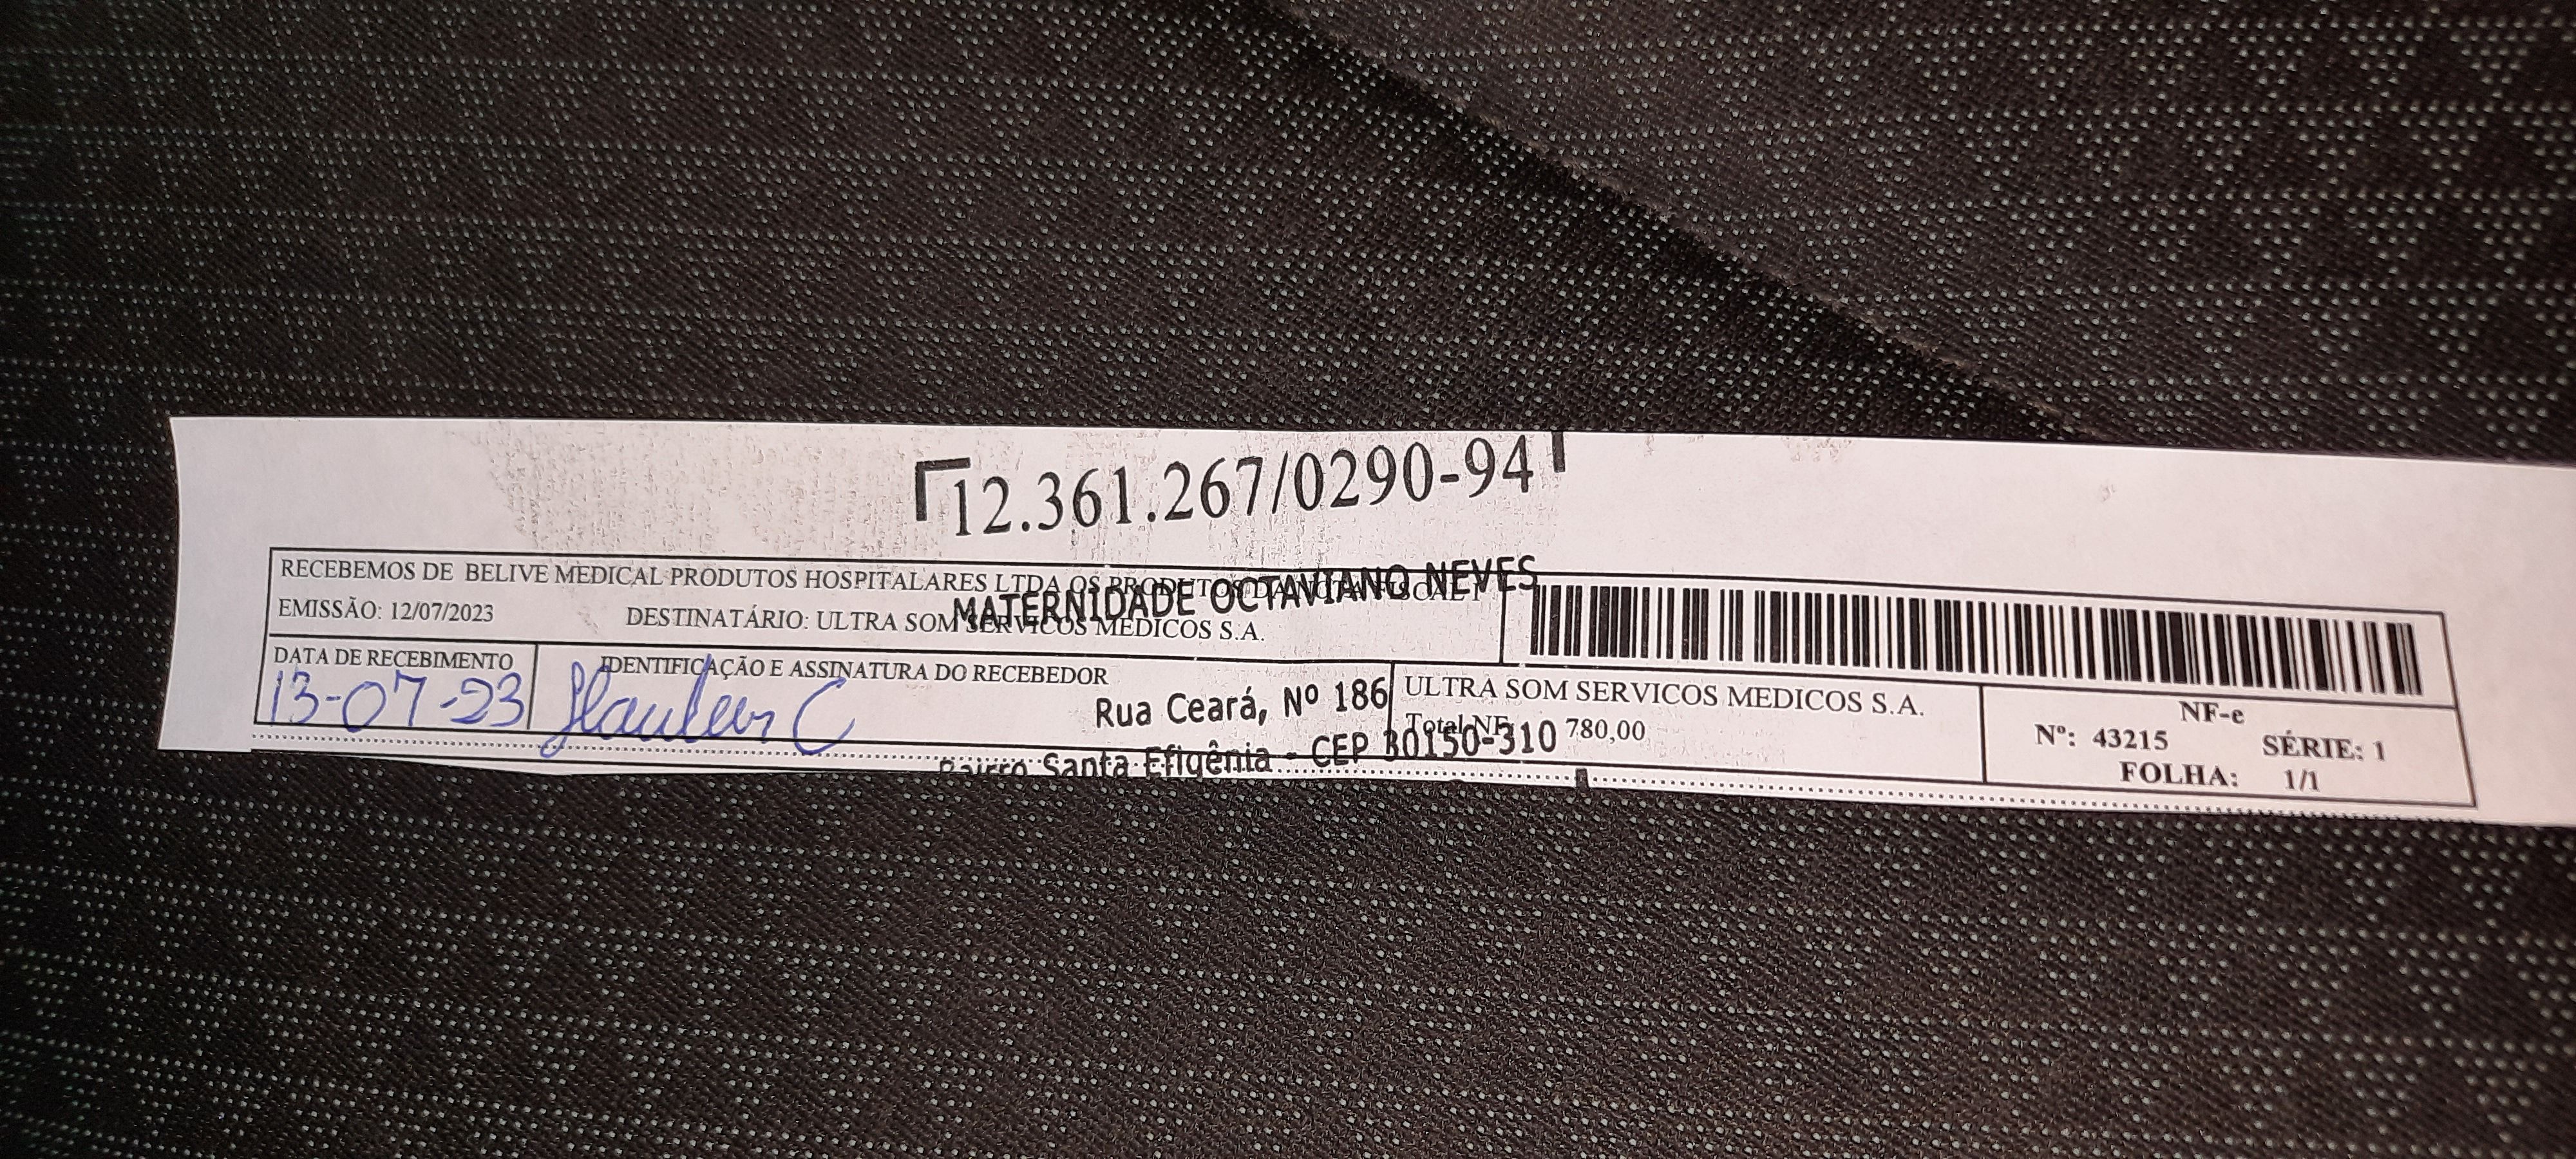 12.361.267/0290-94
RECEBEMOS DE BELIVE MEDICAL PRODUTOS HOSPITALARES LTDA OS PRODUTOS DA NOTA FISCAL
MATERNIDADE OCTAVIANO NEVES
EMISSÃO: 12/07/2023 DESTINATÁRIO: ULTRA SOM SERVICOS MEDICOS S.A.
DATA DE RECEBIMENTO
13-07-23
IDENTIFICAÇÃO E ASSINATURA DO RECEBEDOR
Rua Ceará, Nº 186
Bairro Santa Efigênia - CEP 30150-310
ULTRA SOM SERVICOS MEDICOS S.A.
Total NF 780,00
NF-e
Nº: 43215 SÉRIE: 1
FOLHA: 1/1